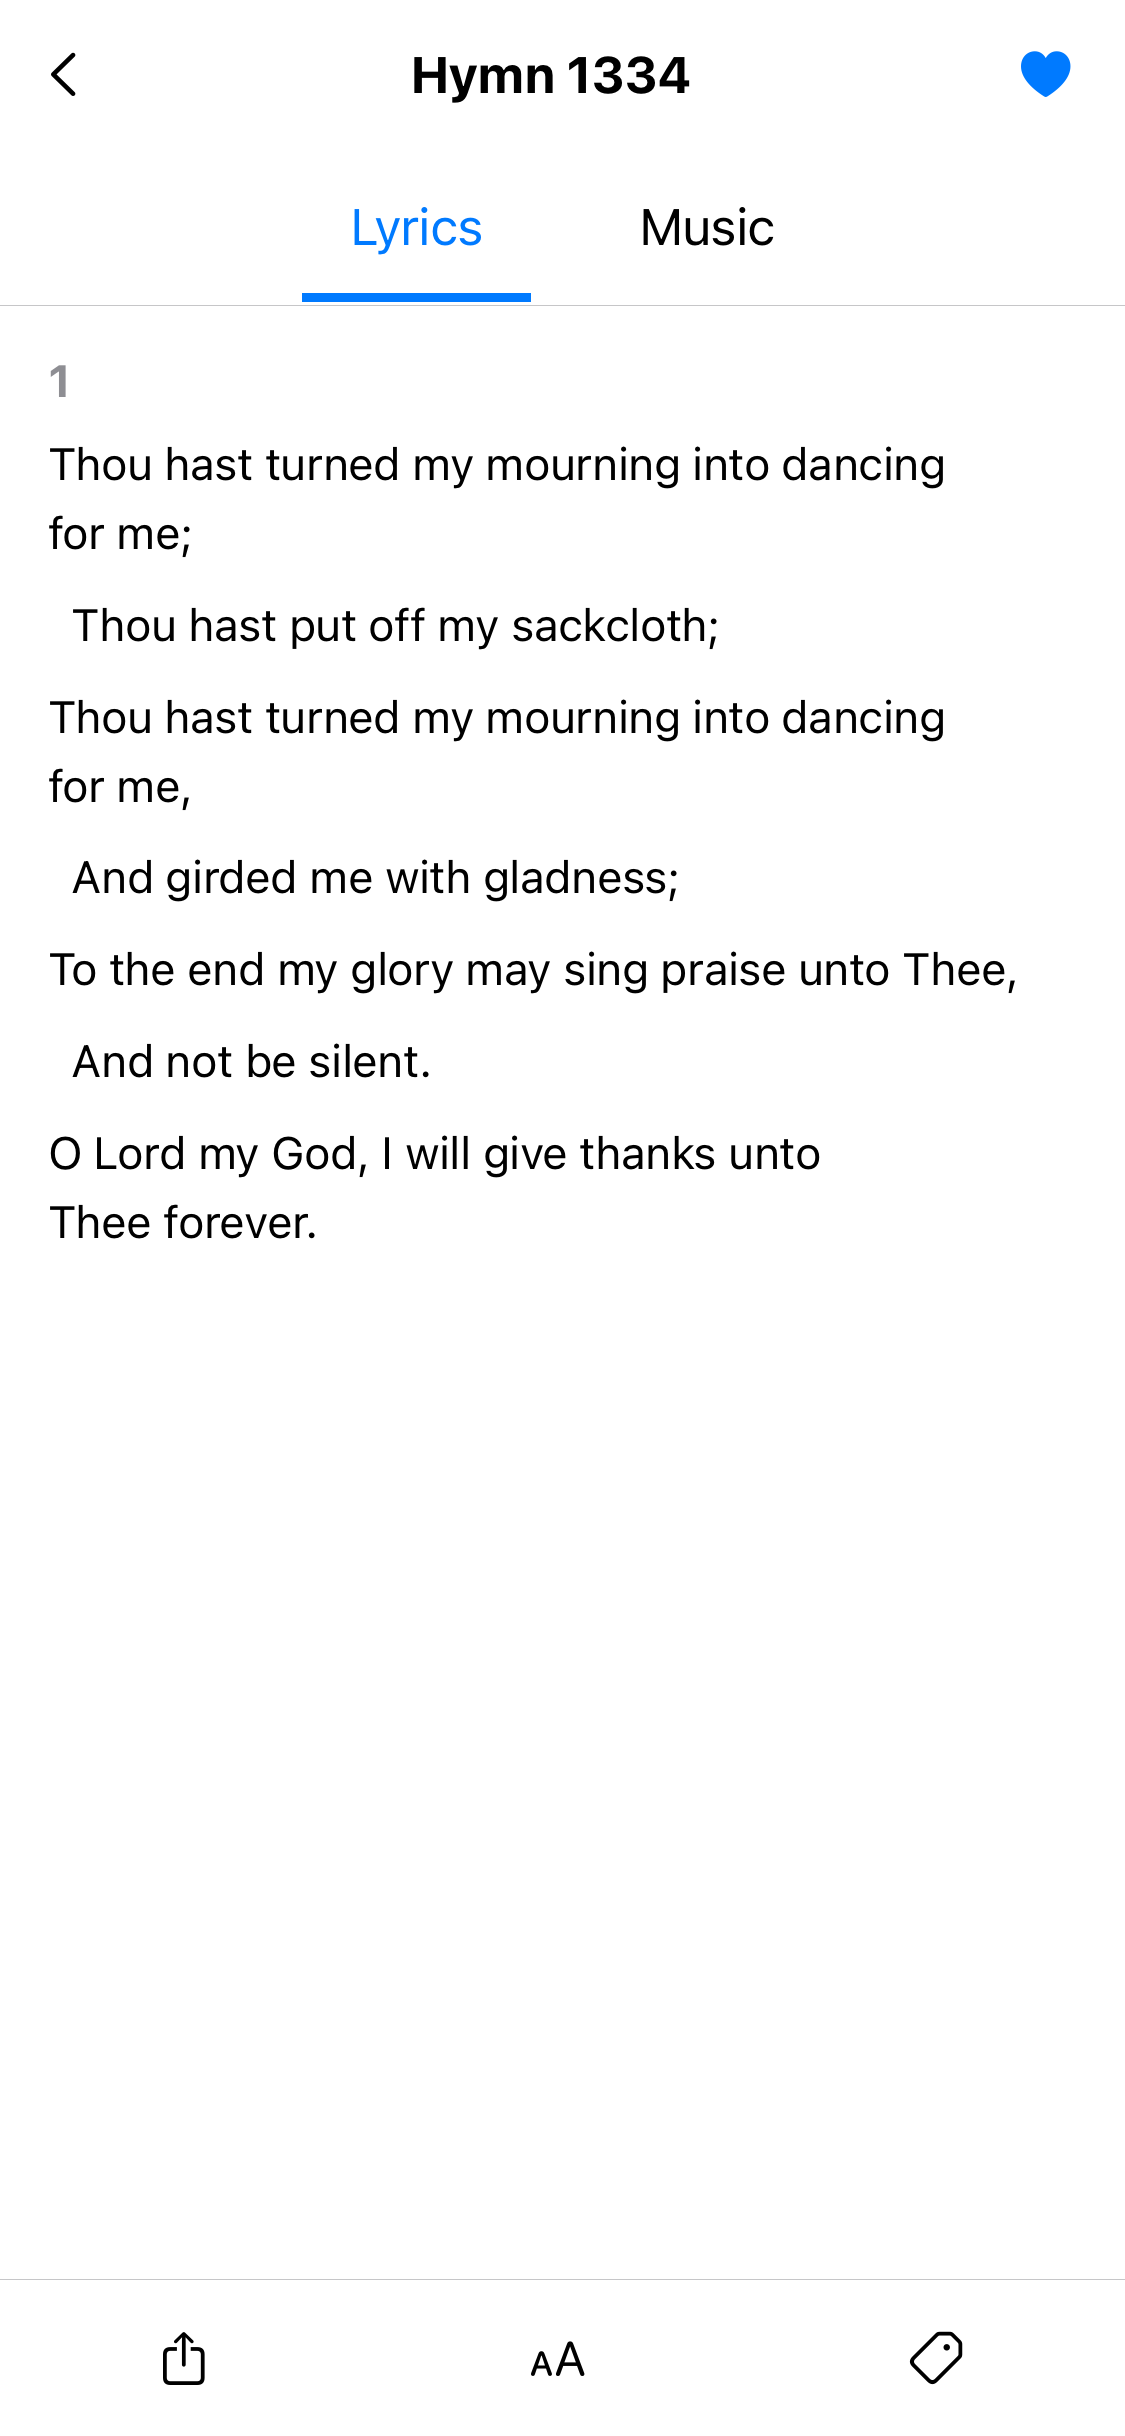 Hymn 1334
Lyrics Music
1
Thou hast turned my mourning into dancing
for me;
Thou hast put off my sackcloth;
Thou hast turned my mourning into dancing
for me,
And girded me with gladness;
To the end my glory may sing praise unto Thee,
And not be silent.
O Lord my God, I will give thanks unto
Thee forever.
AA